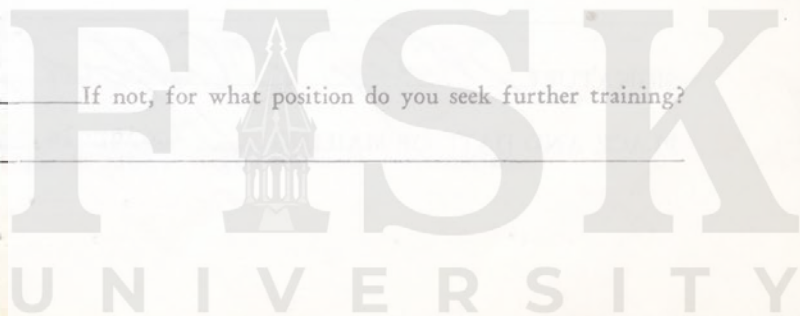 If not, for what position do you seek further training?
FISK
UNIVERSITY